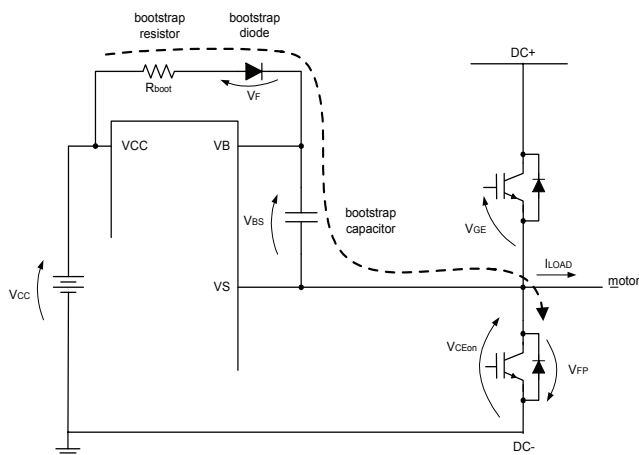 bootstrap
resistor
bootstrap
diode
DC+
Rboot
VF
VCC
VB
VBS
bootstrap
capacitor
VGE
ILOAD
motor
VCC
VS
VCEon
VFP
DC-